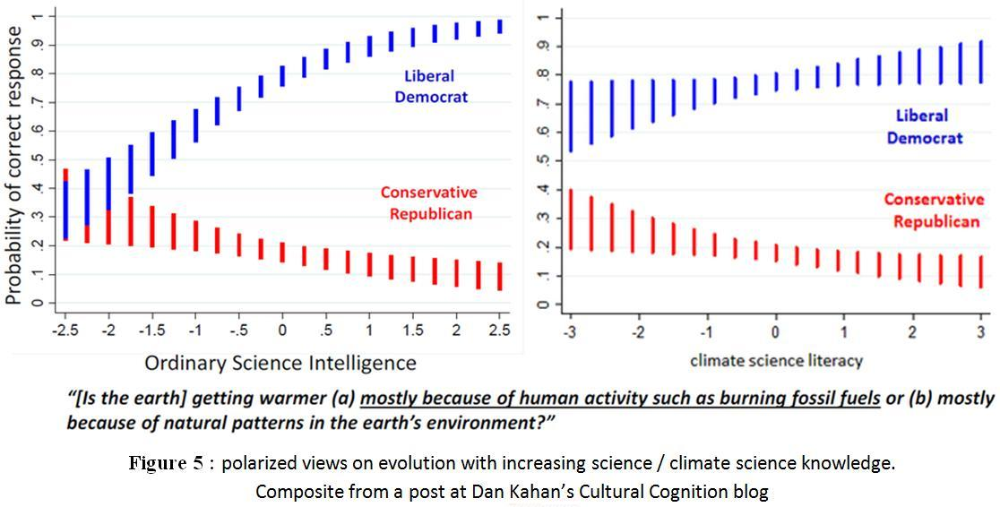 Probability of correct response
1
.9
.8
.7
.6
.5
.4
.3
.2
.1
0
Liberal
Democrat
Conservative
Republican
-2.5 -2 -1.5 -1 -.5 0 .5 1 1.5 2 2.5
Ordinary Science Intelligence
1
.9
.8
.7
.6
.5
.4
.3
.2
.1
0
Liberal
Democrat
Conservative
Republican
-3 -2 -1 0 1 2 3
climate science literacy
“[Is the earth] getting warmer (a) mostly because of human activity such as burning fossil fuels or (b) mostly
because of natural patterns in the earth’s environment?”
Figure 5 : polarized views on evolution with increasing science / climate science knowledge.
Composite from a post at Dan Kahan’s Cultural Cognition blog